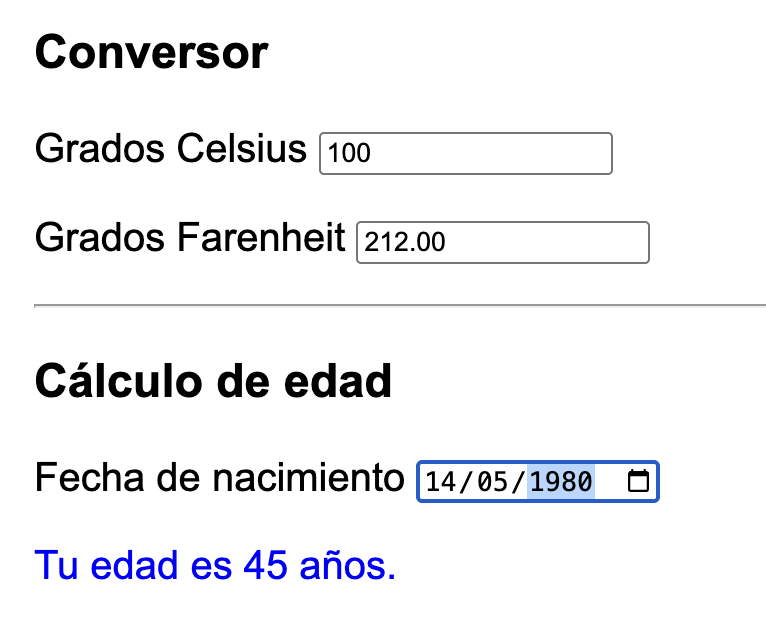 Conversor
Grados Celsius 100
Grados Farenheit 212.00
Cálculo de edad
Fecha de nacimiento 14/05/1980
Tu edad es 45 años.